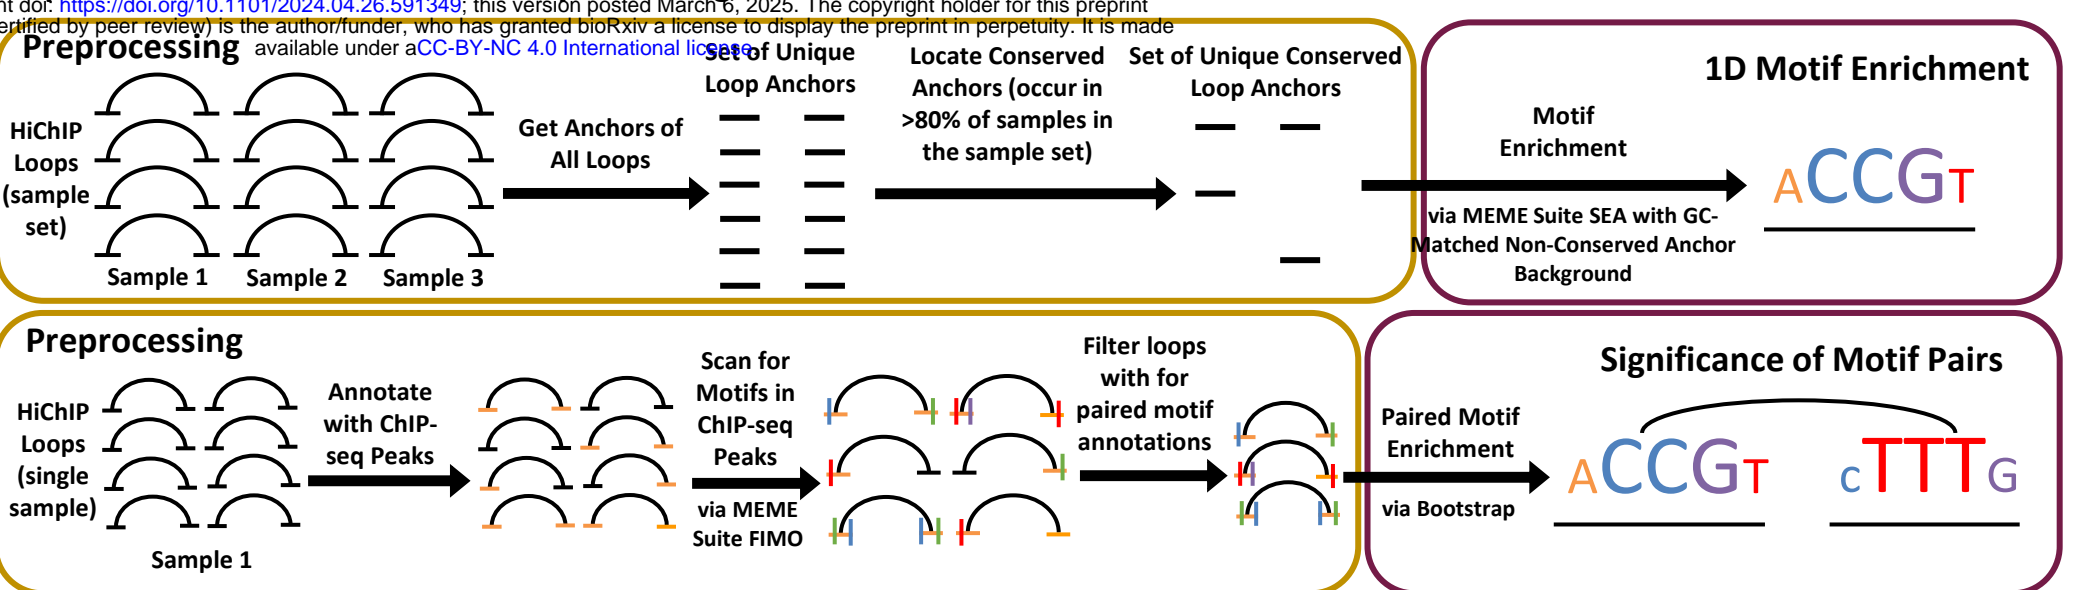 nt doi: https://doi.org/10.1101/2024.04.26.591349; this version posted March 6, 2025. The copyright holder for this preprint
ertified by peer review) is the author/funder, who has granted bioRxiv a license to display the preprint in perpetuity. It is made
available under aCC-BY-NC 4.0 International license.
Preprocessing
HiChIP
Loops
(sample
set)
Sample 1
Sample 2
Sample 3
Get Anchors of
All Loops
Set of Unique
Loop Anchors
Locate Conserved
Anchors (occur in
>80% of samples in
the sample set)
Set of Unique Conserved
Loop Anchors
1D Motif Enrichment
Motif
Enrichment
via MEME Suite SEA with GC-
Matched Non-Conserved Anchor
Background
ACCGT
Preprocessing
HiChIP
Loops
(single
sample)
Sample 1
Annotate
with ChIP-
seq Peaks
Scan for
Motifs in
ChIP-seq
Peaks
via MEME
Suite FIMO
Filter loops
with for
paired motif
annotations
Significance of Motif Pairs
Paired Motif
Enrichment
via Bootstrap
ACCGT
cTTTG